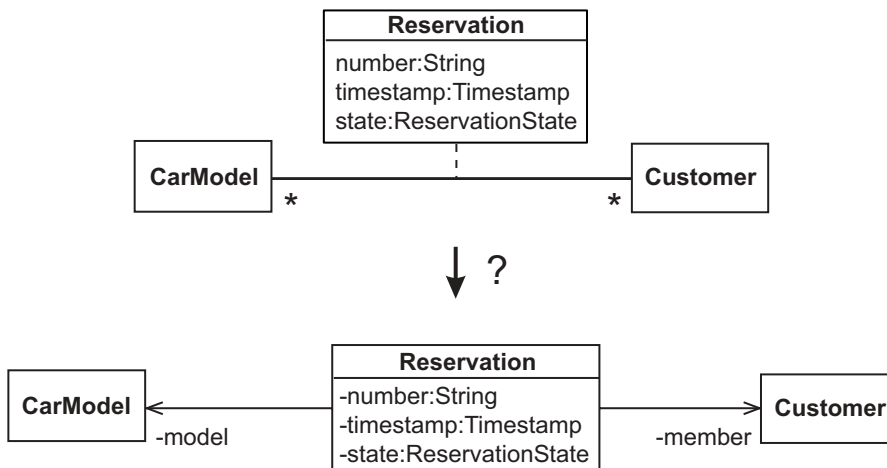 Reservation
number:String
timestamp:Timestamp
state:ReservationState
CarModel
Customer
*
*
?
Reservation
-number:String
-timestamp:Timestamp
-state:ReservationState
CarModel
Customer
-model
-member